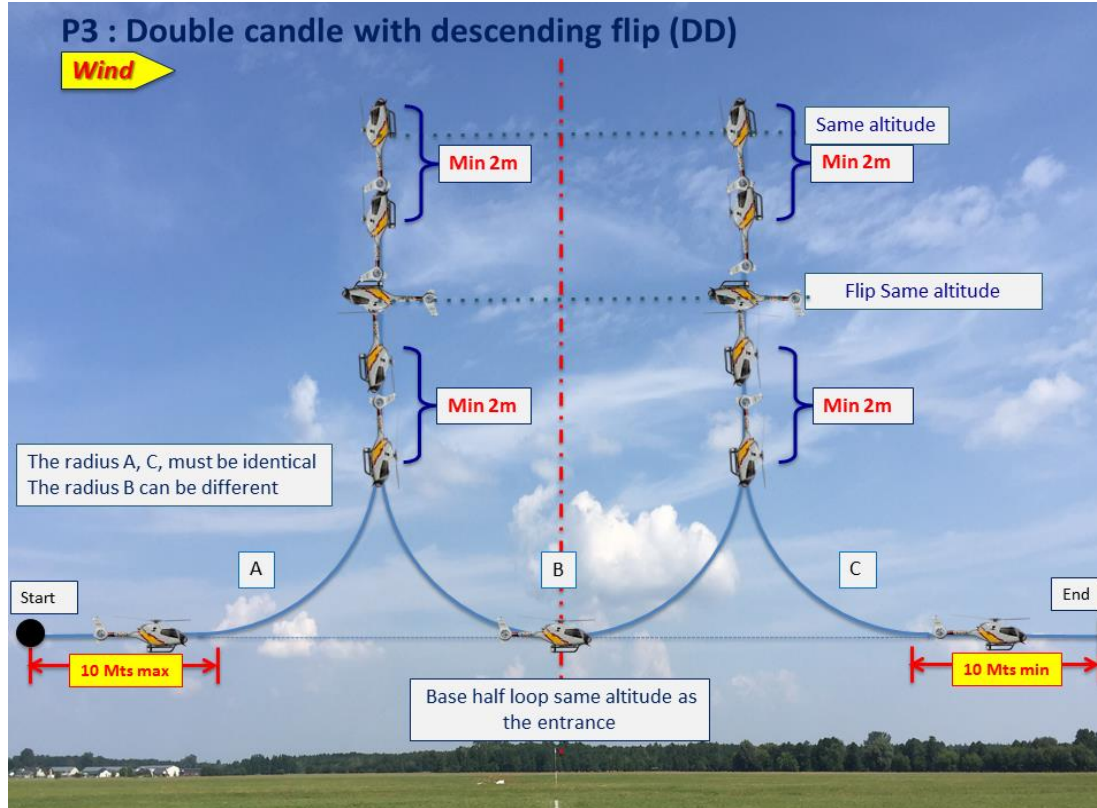 P3 : Double candle with descending flip (DD)
Wind
Same altitude
Min 2m
Min 2m
Flip Same altitude
Min 2m
Min 2m
The radius A, C, must be identical
The radius B can be different
A
B
C
Start
End
10 Mts max
10 Mts min
Base half loop same altitude as
the entrance